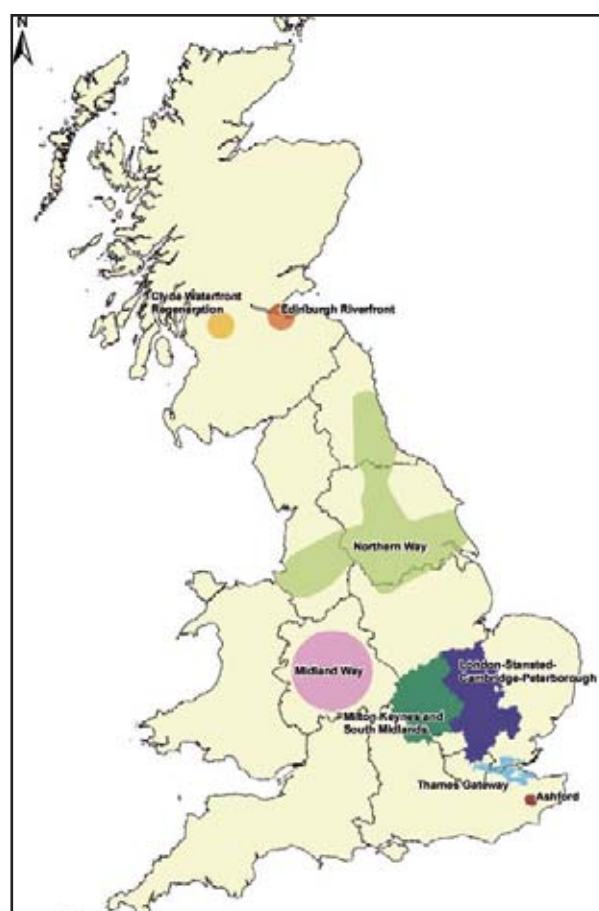 N
Clyde Waterfront
Regeneration
Edinburgh Riverfront
Northern Way
London-Stansted-
Cambridge-Peterborough
Midland Way
Milton Keynes and
South Midlands
Thames Gateway
Ashford